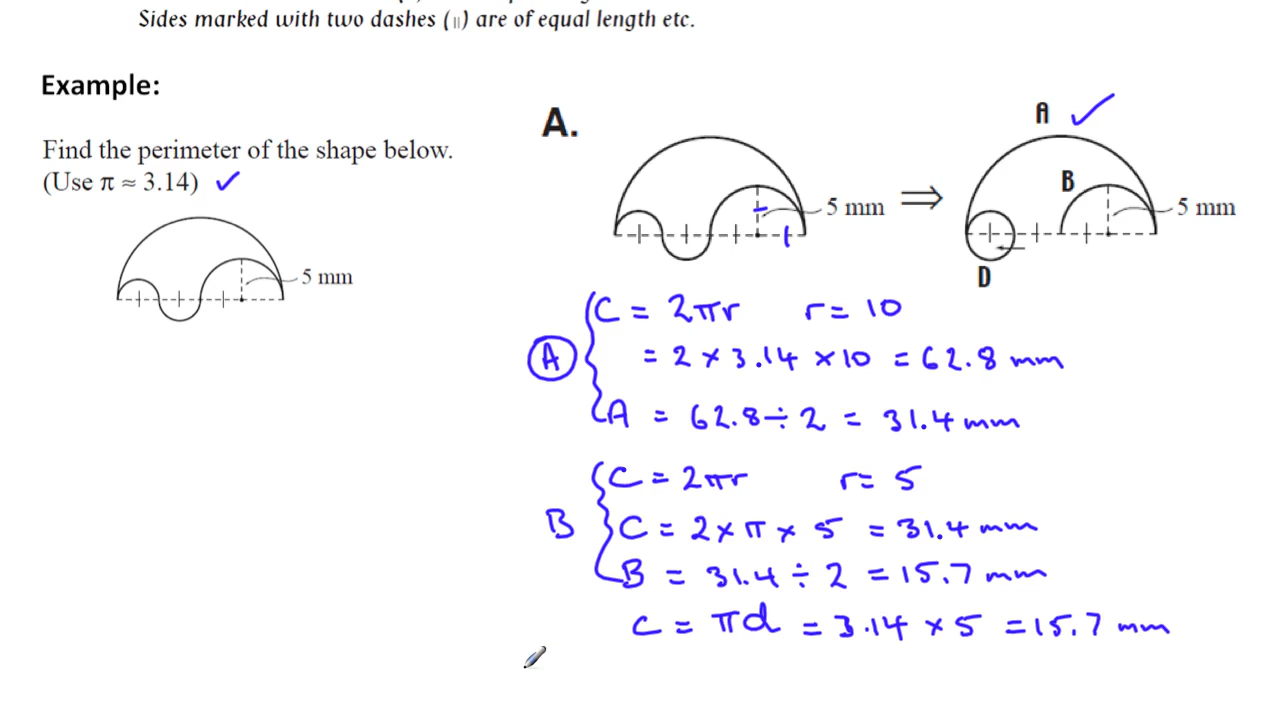 Sides marked with two dashes (||) are of equal length etc.
Example:
Find the perimeter of the shape below.
(Use π ≈ 3.14) ✓
5 mm
A.
5 mm
⇒
A ✓
B
5 mm
D
A
C = 2πr r = 10
= 2 × 3.14 × 10 = 62.8 mm
A = 62.8 ÷ 2 = 31.4 mm
B
C = 2πr r = 5
C = 2 × π × 5 = 31.4 mm
B = 31.4 ÷ 2 = 15.7 mm
C = πd = 3.14 × 5 = 15.7 mm